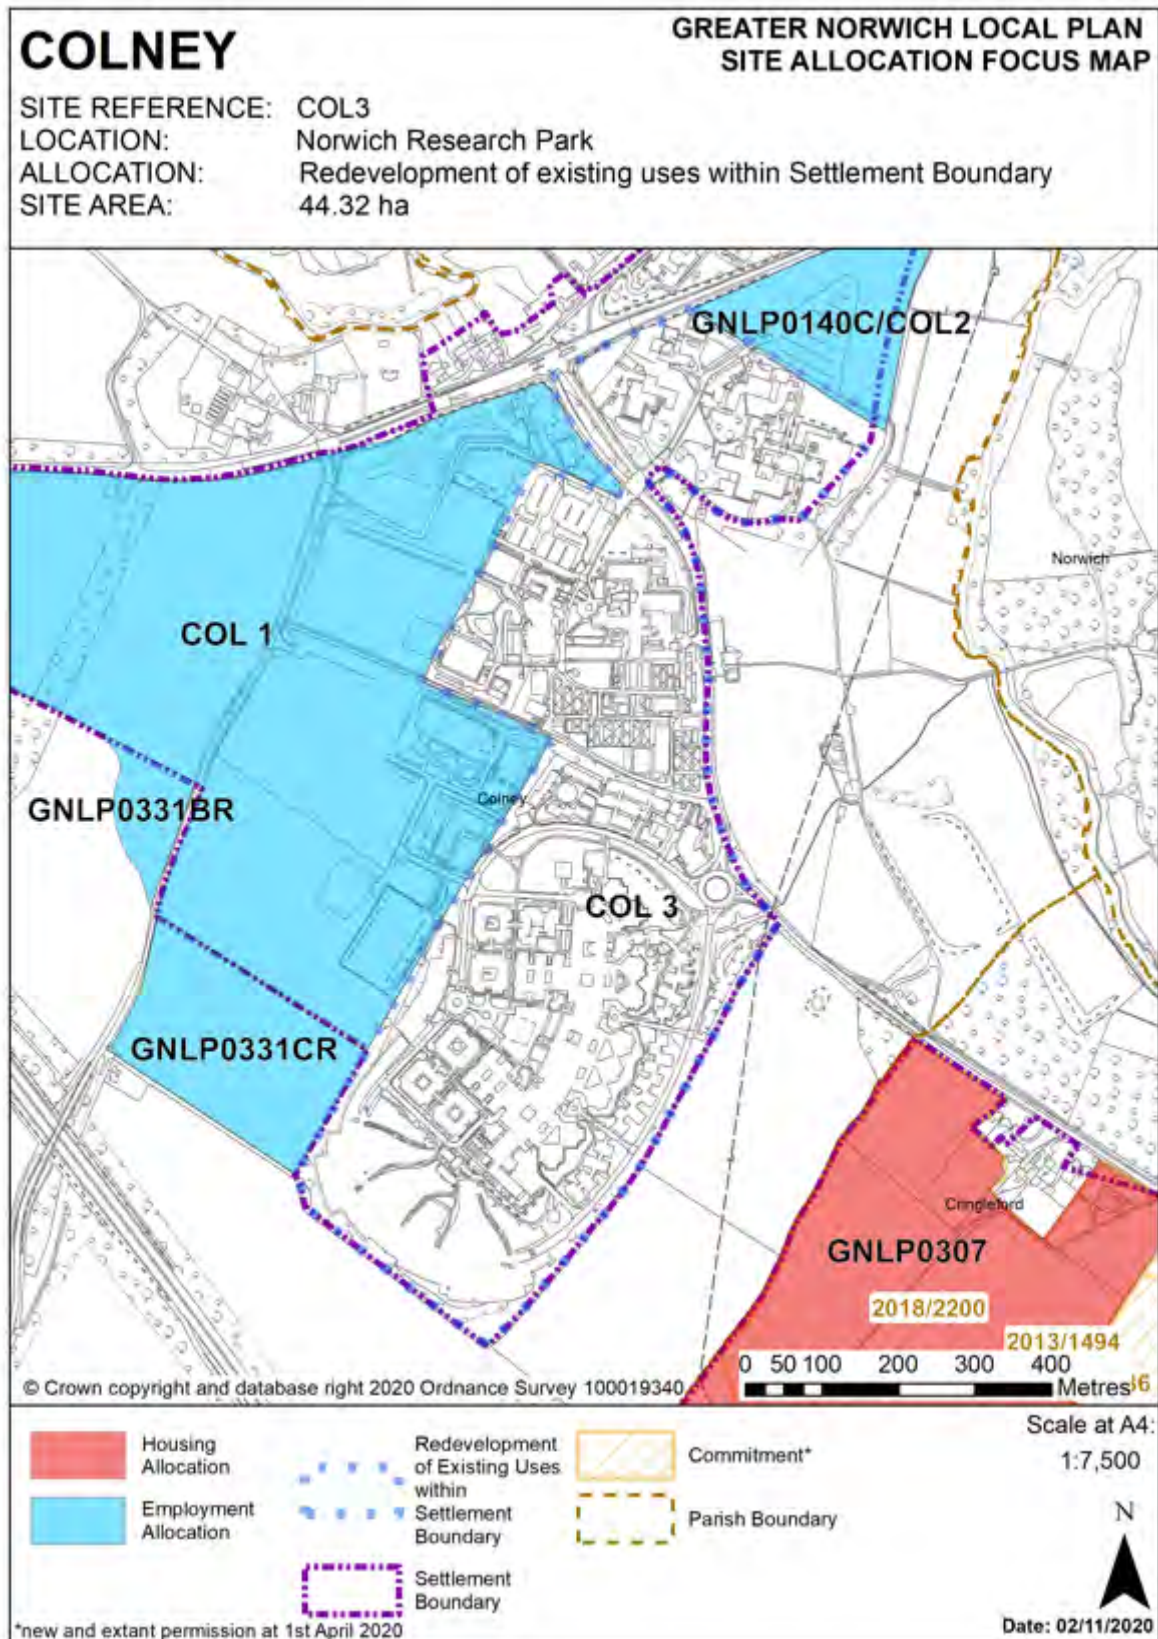 COLNEY
GREATER NORWICH LOCAL PLAN
SITE ALLOCATION FOCUS MAP
SITE REFERENCE: COL3
LOCATION: Norwich Research Park
ALLOCATION: Redevelopment of existing uses within Settlement Boundary
SITE AREA: 44.32 ha
GNLP0140C/COL2
Norwich
COL 1
GNLP0331BR
Colney
COL 3
GNLP0331CR
Cringleford
GNLP0307
2018/2200
2013/1494
0 50 100 200 300 400
Metres
© Crown copyright and database right 2020 Ordnance Survey 100019340
Housing
Allocation
Employment
Allocation
Redevelopment
of Existing Uses
within
Settlement
Boundary
Settlement
Boundary
Commitment*
Parish Boundary
Scale at A4:
1:7,500
N
*new and extant permission at 1st April 2020
Date: 02/11/2020